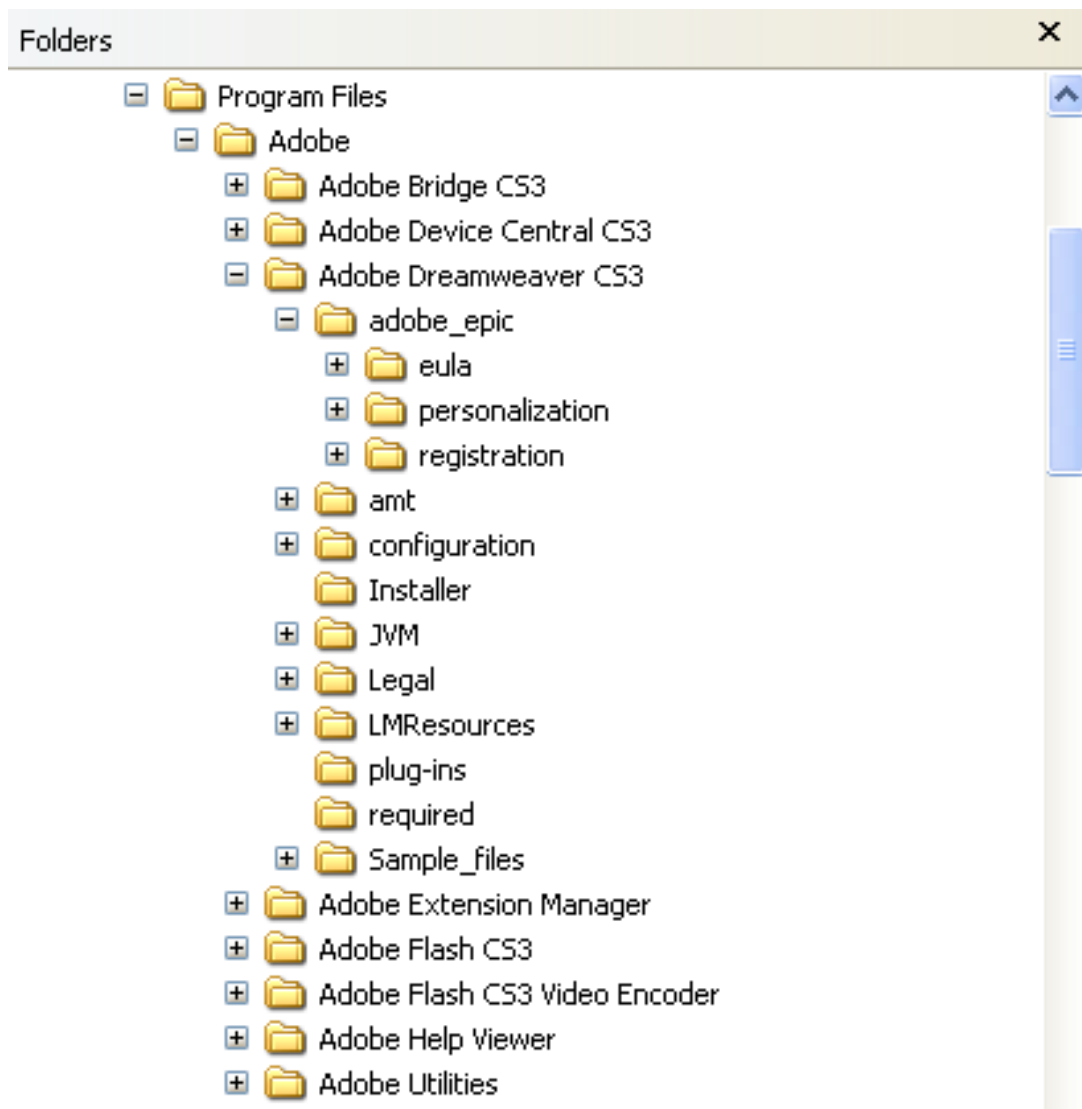 Folders
Program Files
Adobe
Adobe Bridge CS3
Adobe Device Central CS3
Adobe Dreamweaver CS3
adobe_epic
eula
personalization
registration
amt
configuration
Installer
JVM
Legal
LMResources
plug-ins
required
Sample_files
Adobe Extension Manager
Adobe Flash CS3
Adobe Flash CS3 Video Encoder
Adobe Help Viewer
Adobe Utilities